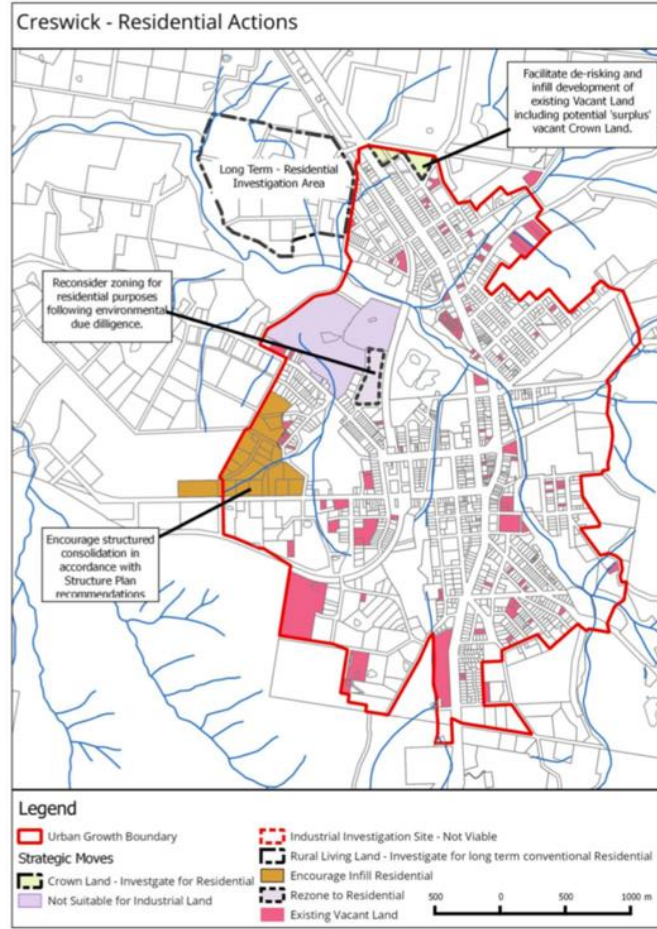 Creswick - Residential Actions
Facilitate de-risking and
infill development of
existing Vacant Land
including potential 'surplus'
vacant Crown Land.
Long Term - Residential
Investigation Area
Reconsider zoning for
residential purposes
following environmental
due dilligence.
Encourage structured
consolidation in
accordance with
Structure Plan
recommendations
Legend
Urban Growth Boundary
Strategic Moves
Crown Land - Investgate for Residential
Not Suitable for Industrial Land
Industrial Investigation Site - Not Viable
Rural Living Land - Investigate for long term conventional Residential
Encourage Infill Residential
Rezone to Residential
Existing Vacant Land
500 0 500 1000 m